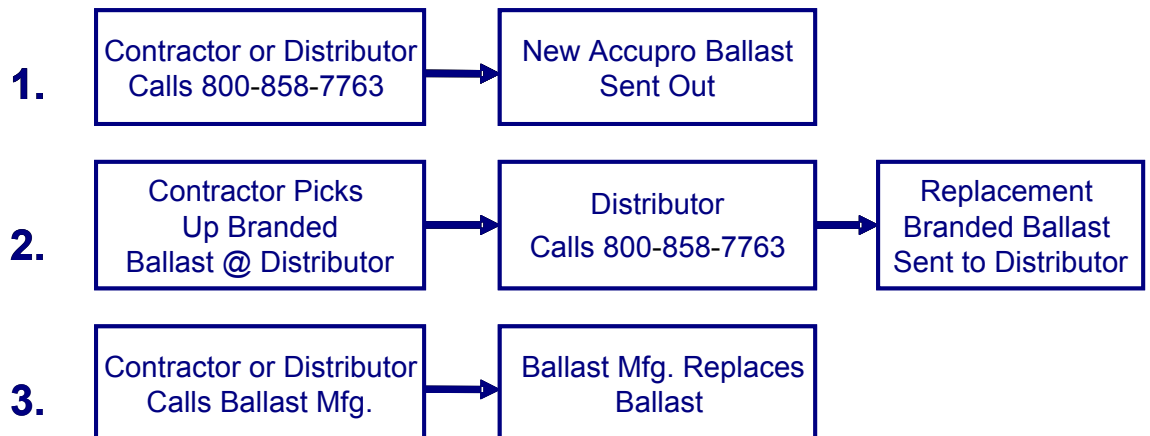 1.
Contractor or Distributor
Calls 800-858-7763
New Accupro Ballast
Sent Out
2.
Contractor Picks
Up Branded
Ballast @ Distributor
Distributor
Calls 800-858-7763
Replacement
Branded Ballast
Sent to Distributor
3.
Contractor or Distributor
Calls Ballast Mfg.
Ballast Mfg. Replaces
Ballast